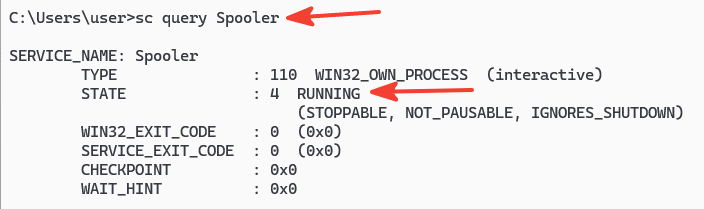 C:\Users\user>sc query Spooler
SERVICE_NAME: Spooler
TYPE : 110 WIN32_OWN_PROCESS (interactive)
STATE : 4 RUNNING
(STOPPABLE, NOT_PAUSABLE, IGNORES_SHUTDOWN)
WIN32_EXIT_CODE : 0 (0x0)
SERVICE_EXIT_CODE : 0 (0x0)
CHECKPOINT : 0x0
WAIT_HINT : 0x0